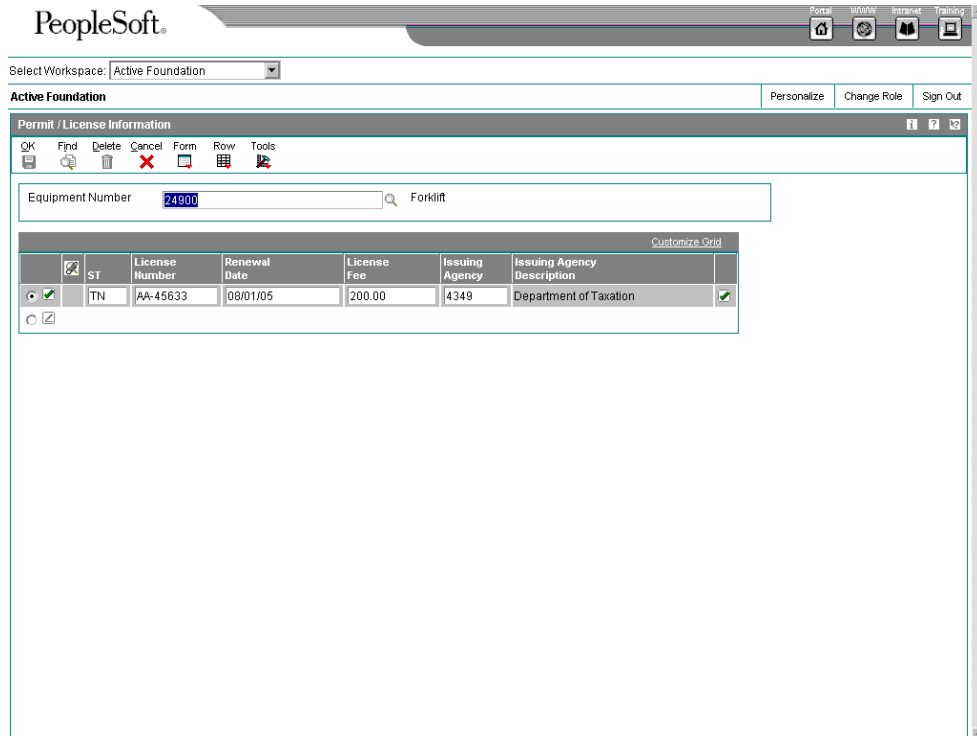 Portal WWW Intranet Training
PeopleSoft®
Select Workspace: Active Foundation
Active Foundation Personalize Change Role Sign Out
Permit / License Information i ? ?
OK Find Delete Cancel Form Row Tools
Equipment Number 24900 Forklift
Customize Grid
ST License Number Renewal Date License Fee Issuing Agency Issuing Agency Description
TN AA-45633 08/01/05 200.00 4349 Department of Taxation